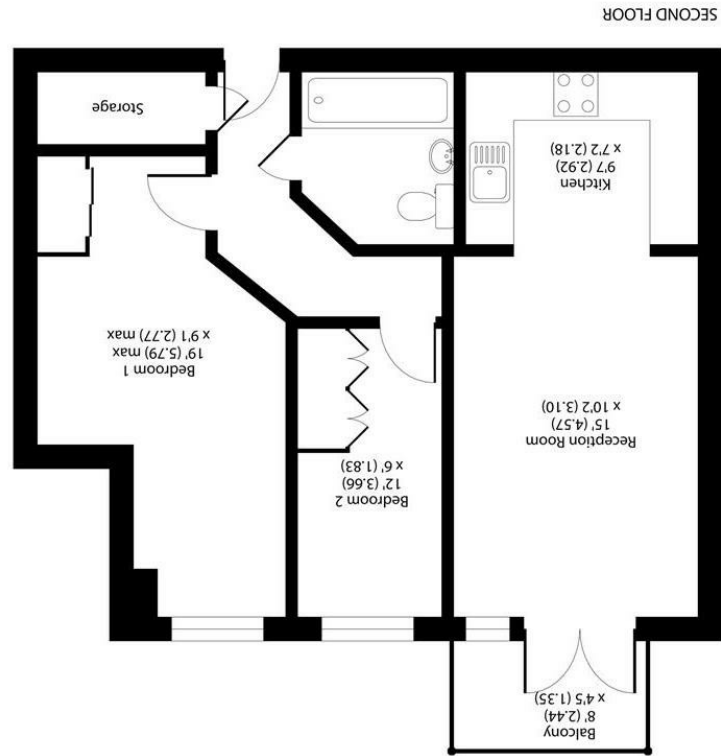 Balcony
8' (2.44)
x 4'5 (1.35)
Reception Room
15' (4.57)
x 10'2 (3.10)
Bedroom 2
12' (3.66)
x 6' (1.83)
Bedroom 1
19' (5.79) max
x 9'1 (2.77) max
Kitchen
9'7 (2.92)
x 7'2 (2.18)
Storage
SECOND FLOOR